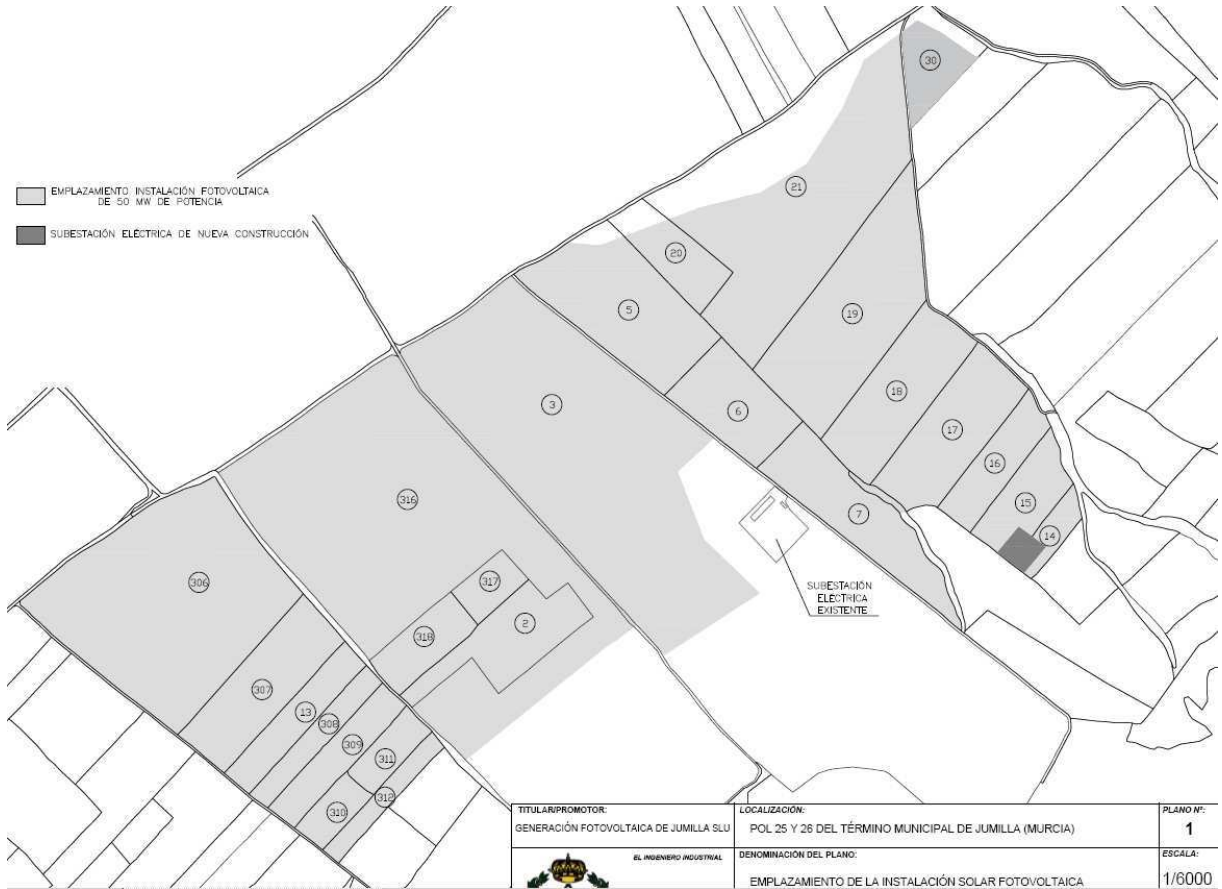 30
21
EMPLAZAMIENTO INSTALACIÓN FOTOVOLTAICA
DE 50 MW DE POTENCIA
SUBESTACIÓN ELÉCTRICA DE NUEVA CONSTRUCCIÓN
20
5
19
18
3
6
17
16
316
15
7
14
317
306
SUBESTACIÓN
ELÉCTRICA
EXISTENTE
2
318
307
13
308
309
311
312
310
TITULAR/PROMOTOR:
GENERACIÓN FOTOVOLTAICA DE JUMILLA SLU
LOCALIZACIÓN:
POL 25 Y 26 DEL TÉRMINO MUNICIPAL DE JUMILLA (MURCIA)
PLANO Nº:
1
EL INGENIERO INDUSTRIAL
DENOMINACIÓN DEL PLANO:
EMPLAZAMIENTO DE LA INSTALACIÓN SOLAR FOTOVOLTAICA
ESCALA:
1/6000